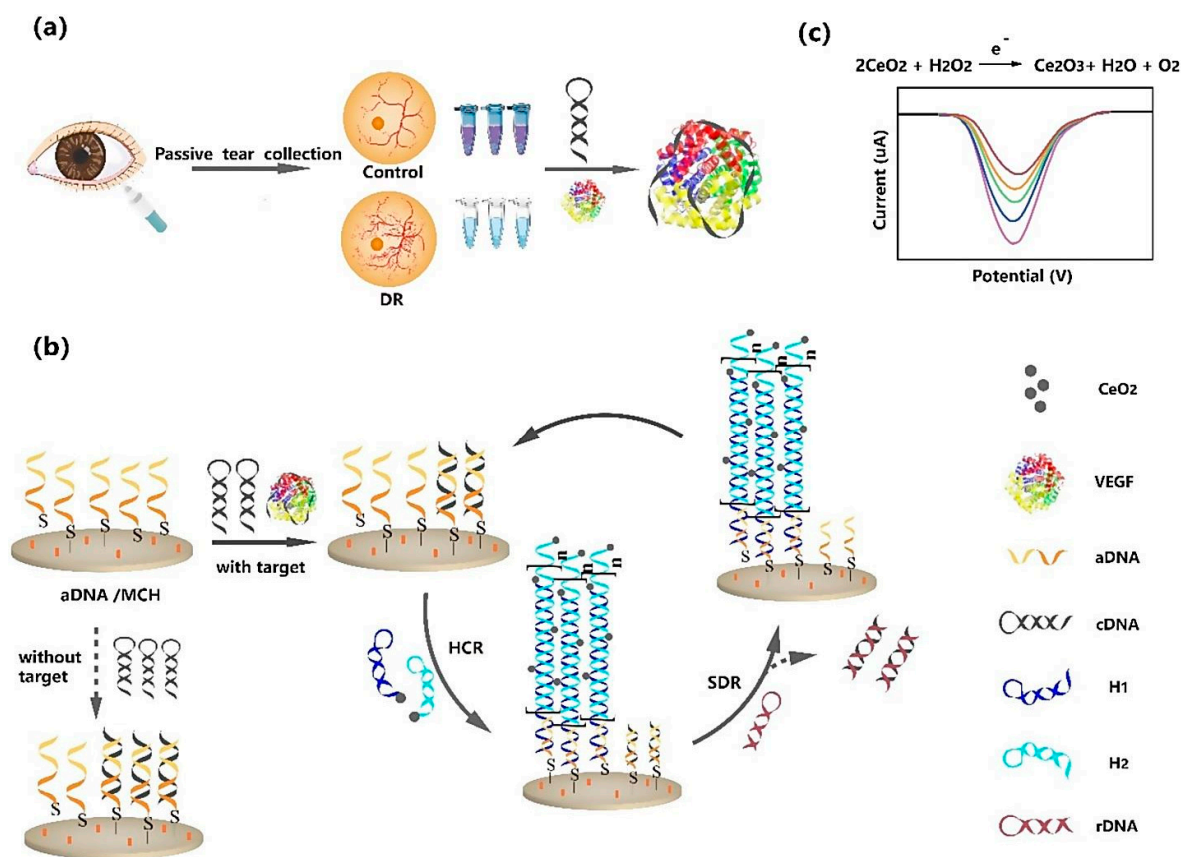 (a)
Passive tear collection
Control
DR
(c)
e-
2CeO2 + H2O2 Ce2O3+ H2O + O2
Current (uA)
Potential (V)
(b)
S S S S S
aDNA /MCH
with target
S S S S S
without
target
S S S S S
HCR
n n n
S S S S S
SDR
n n n
S S S S S
CeO2
VEGF
aDNA
cDNA
H1
H2
rDNA